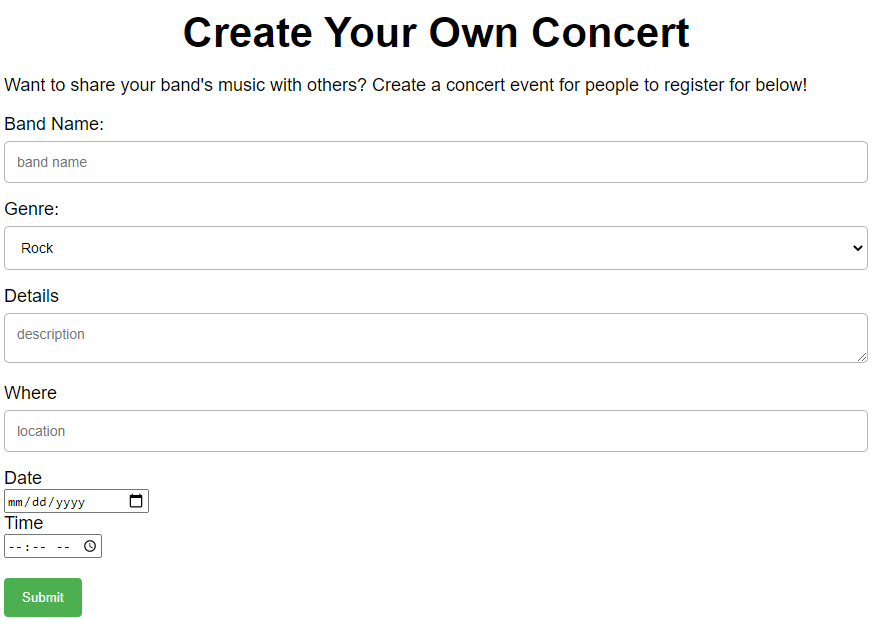 Create Your Own Concert
Want to share your band's music with others? Create a concert event for people to register for below!
Band Name:
band name
Genre:
Rock
Details
description
Where
location
Date
mm/dd/yyyy
Time
--:-- --
Submit